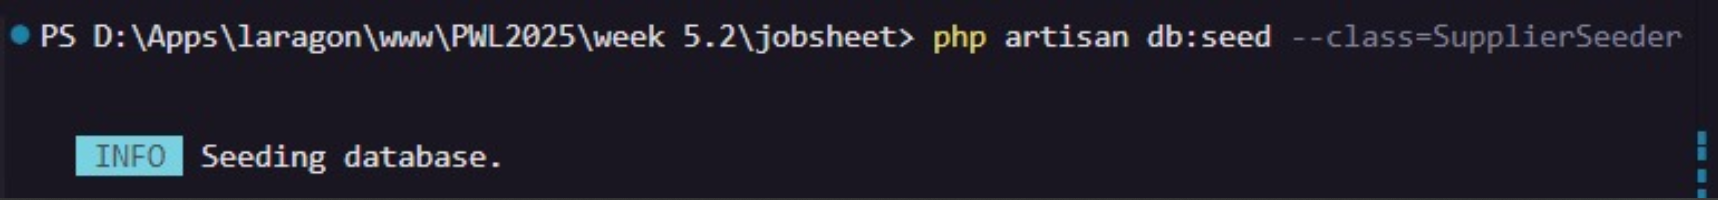 PS D:\Apps\laragon\www\PWL2025\week 5.2\jobsheet> php artisan db:seed --class=SupplierSeeder
INFO Seeding database.